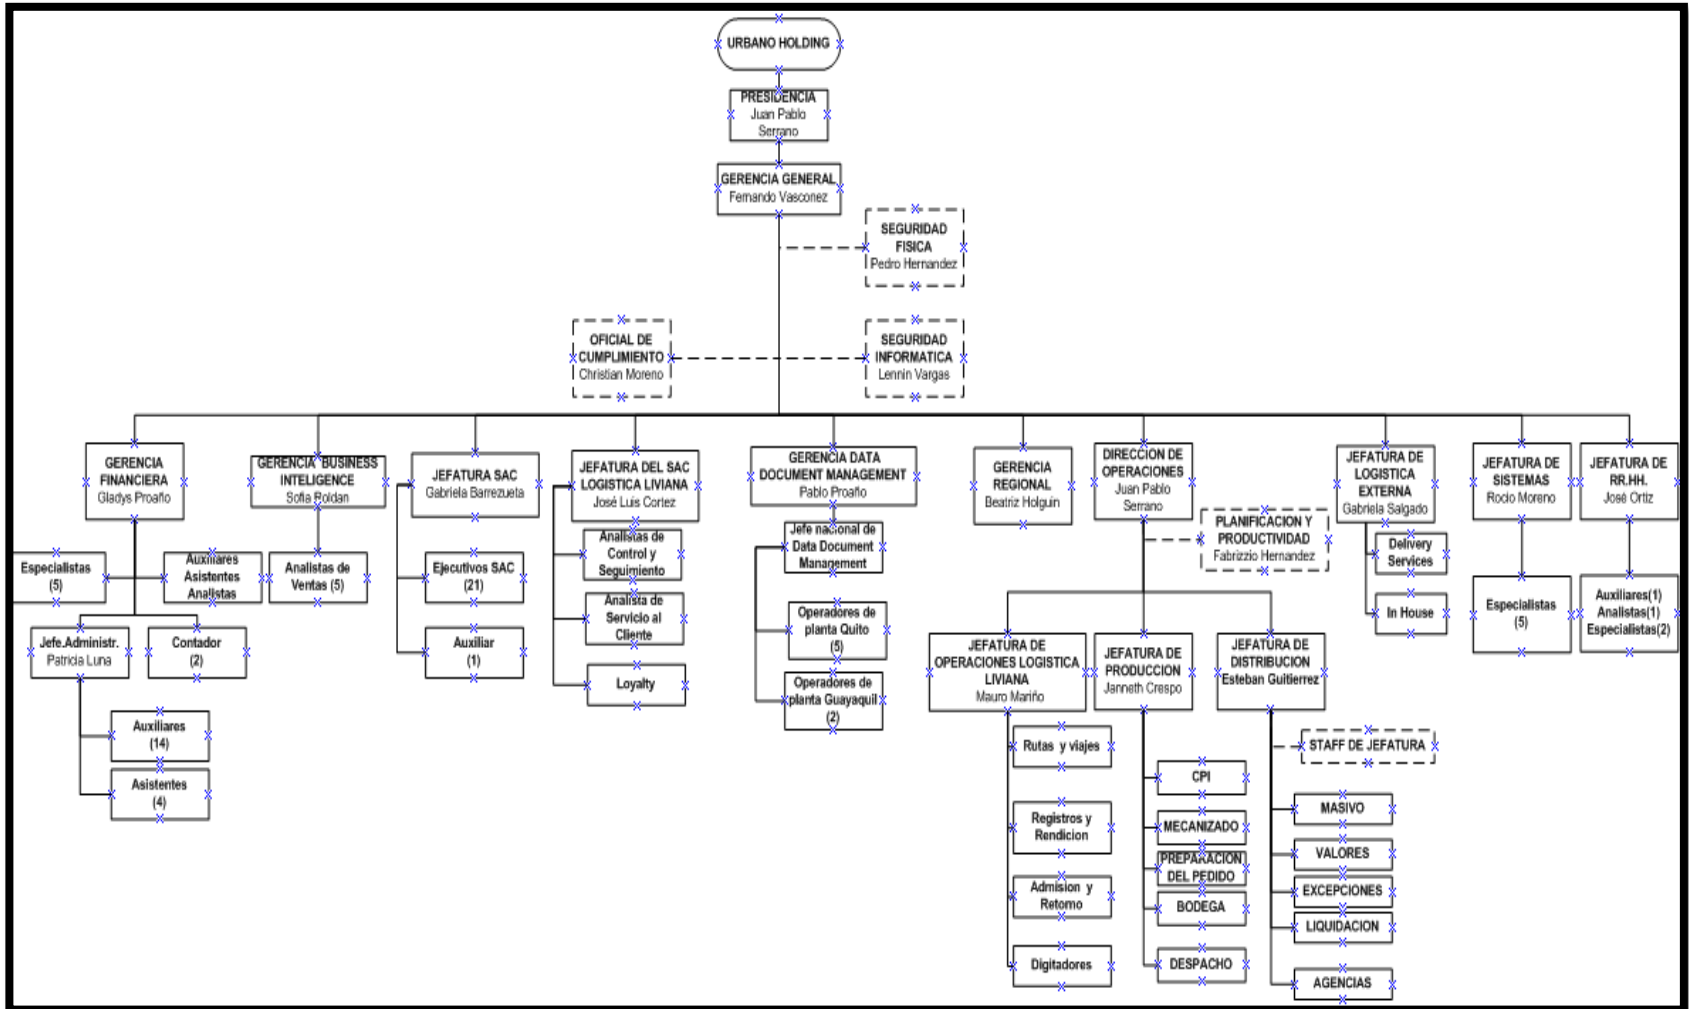 URBANO HOLDING
PRESIDENCIA
Juan Pablo
Serrano
GERENCIA GENERAL
Fernando Vasconez
SEGURIDAD
FISICA
Pedro Hernandez
OFICIAL DE
CUMPLIMIENTO
Christian Moreno
SEGURIDAD
INFORMATICA
Lennin Vargas
GERENCIA
FINANCIERA
Gladys Proaño
GERENCIA BUSINESS
INTELIGENCE
Sofia Roldan
JEFATURA SAC
Gabriela Barrezueta
JEFATURA DEL SAC
LOGISTICA LIVIANA
José Luis Cortez
GERENCIA DATA
DOCUMENT MANAGEMENT
Pablo Proaño
GERENCIA
REGIONAL
Beatriz Holguin
DIRECCION DE
OPERACIONES
Juan Pablo
Serrano
JEFATURA DE
LOGISTICA
EXTERNA
Gabriela Salgado
JEFATURA DE
SISTEMAS
Rocio Moreno
JEFATURA DE
RR.HH.
José Ortiz
PLANIFICACION Y
PRODUCTIVIDAD
Fabrizzio Hernandez
Especialistas
(5)
Auxiliares
Asistentes
Analistas
Jefe.Administr.
Patricia Luna
Contador
(2)
Auxiliares
(14)
Asistentes
(4)
Analistas de
Ventas (5)
Ejecutivos SAC
(21)
Auxiliar
(1)
Analistas de
Control y
Seguimiento
Analista de
Servicio al
Cliente
Loyalty
Jefe nacional de
Data Document
Management
Operadores de
planta Quito
(5)
Operadores de
planta Guayaquil
(2)
JEFATURA DE
OPERACIONES LOGISTICA
LIVIANA
Mauro Mariño
Rutas y viajes
Registros y
Rendicion
Admision y
Retorno
Digitadores
JEFATURA DE
PRODUCCION
Janneth Crespo
CPI
MECANIZADO
PREPARACION
DEL PEDIDO
BODEGA
DESPACHO
JEFATURA DE
DISTRIBUCION
Esteban Guitierrez
STAFF DE JEFATURA
MASIVO
VALORES
EXCEPCIONES
LIQUIDACION
AGENCIAS
Delivery
Services
In House
Especialistas
(5)
Auxiliares(1)
Analistas(1)
Especialistas(2)